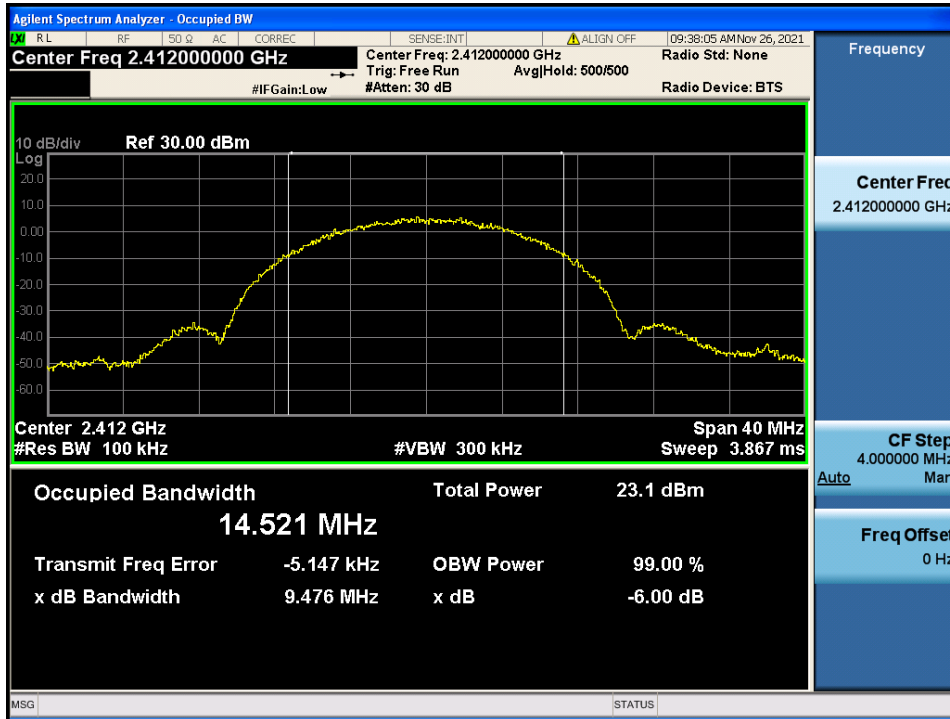 Agilent Spectrum Analyzer - Occupied BW
LXI RL RF 50 Ω AC CORREC SENSE:INT ALIGN OFF 09:38:05 AM Nov 26, 2021
Center Freq 2.412000000 GHz
Center Freq: 2.412000000 GHz Radio Std: None
Trig: Free Run Avg|Hold: 500/500
#IFGain:Low #Atten: 30 dB Radio Device: BTS
10 dB/div Ref 30.00 dBm
Log
20.0
10.0
0.00
-10.0
-20.0
-30.0
-40.0
-50.0
-60.0
Center 2.412 GHz Span 40 MHz
#Res BW 100 kHz #VBW 300 kHz Sweep 3.867 ms
Occupied Bandwidth Total Power 23.1 dBm
14.521 MHz
Transmit Freq Error -5.147 kHz OBW Power 99.00 %
x dB Bandwidth 9.476 MHz x dB -6.00 dB
MSG STATUS
Frequency
Center Freq
2.412000000 GHz
CF Step
4.000000 MHz
Auto Man
Freq Offset
0 Hz